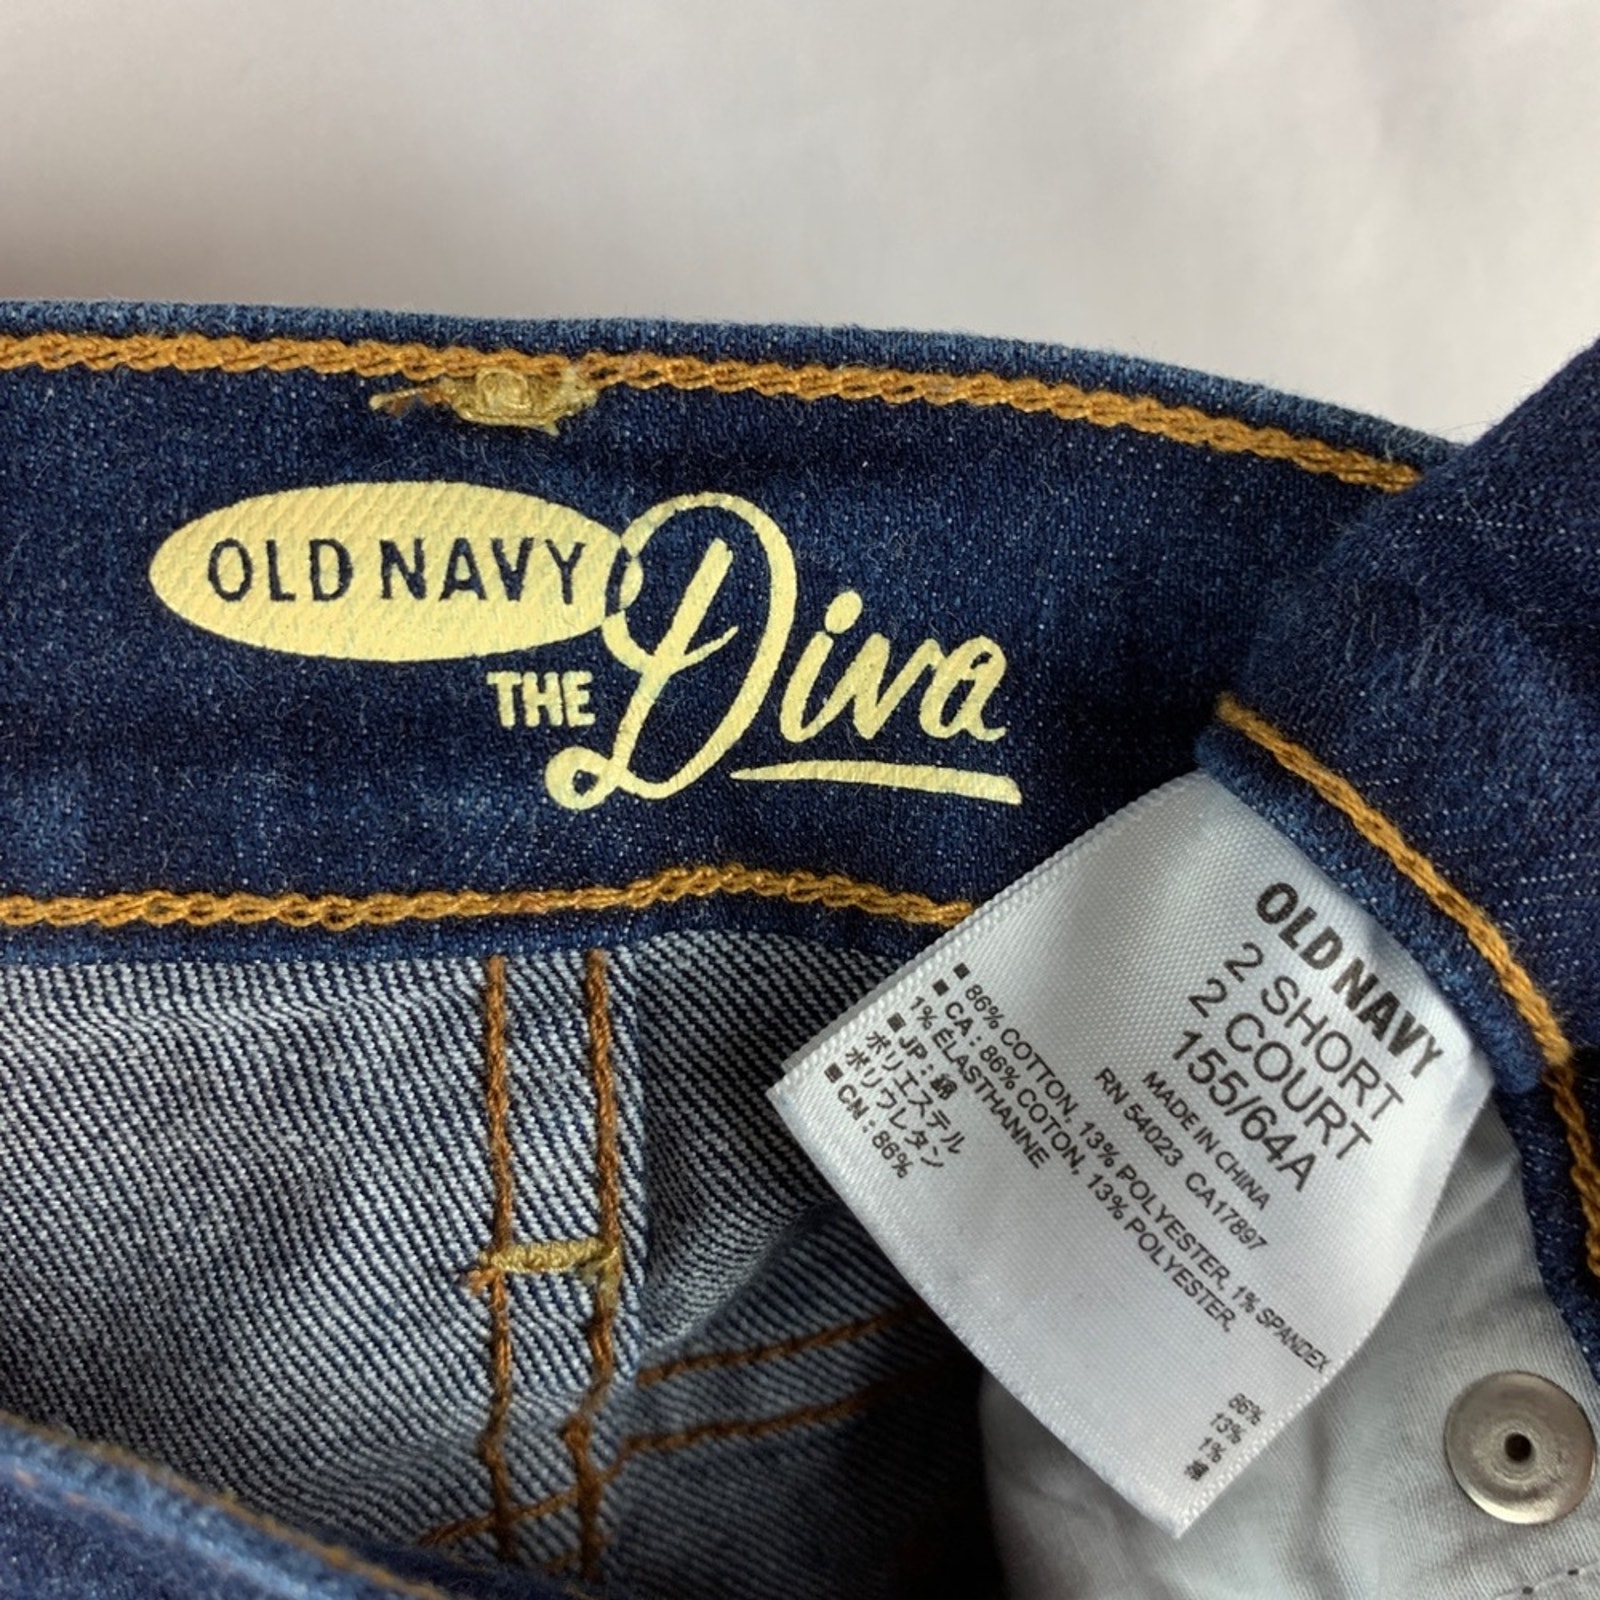 OLD NAVY
THE Diva
OLD NAVY
2 SHORT
2 COURT
155/64A
MADE IN CHINA
RN 54023 CA17897
■ 86% COTTON, 13% POLYESTER, 1% SPANDEX
■ CA : 86% COTON, 13% POLYESTER,
1% ÉLASTHANNE
■ JP : 綿 86%
ポリエステル 13%
ポリウレタン 1%
■ CN : 86% 棉